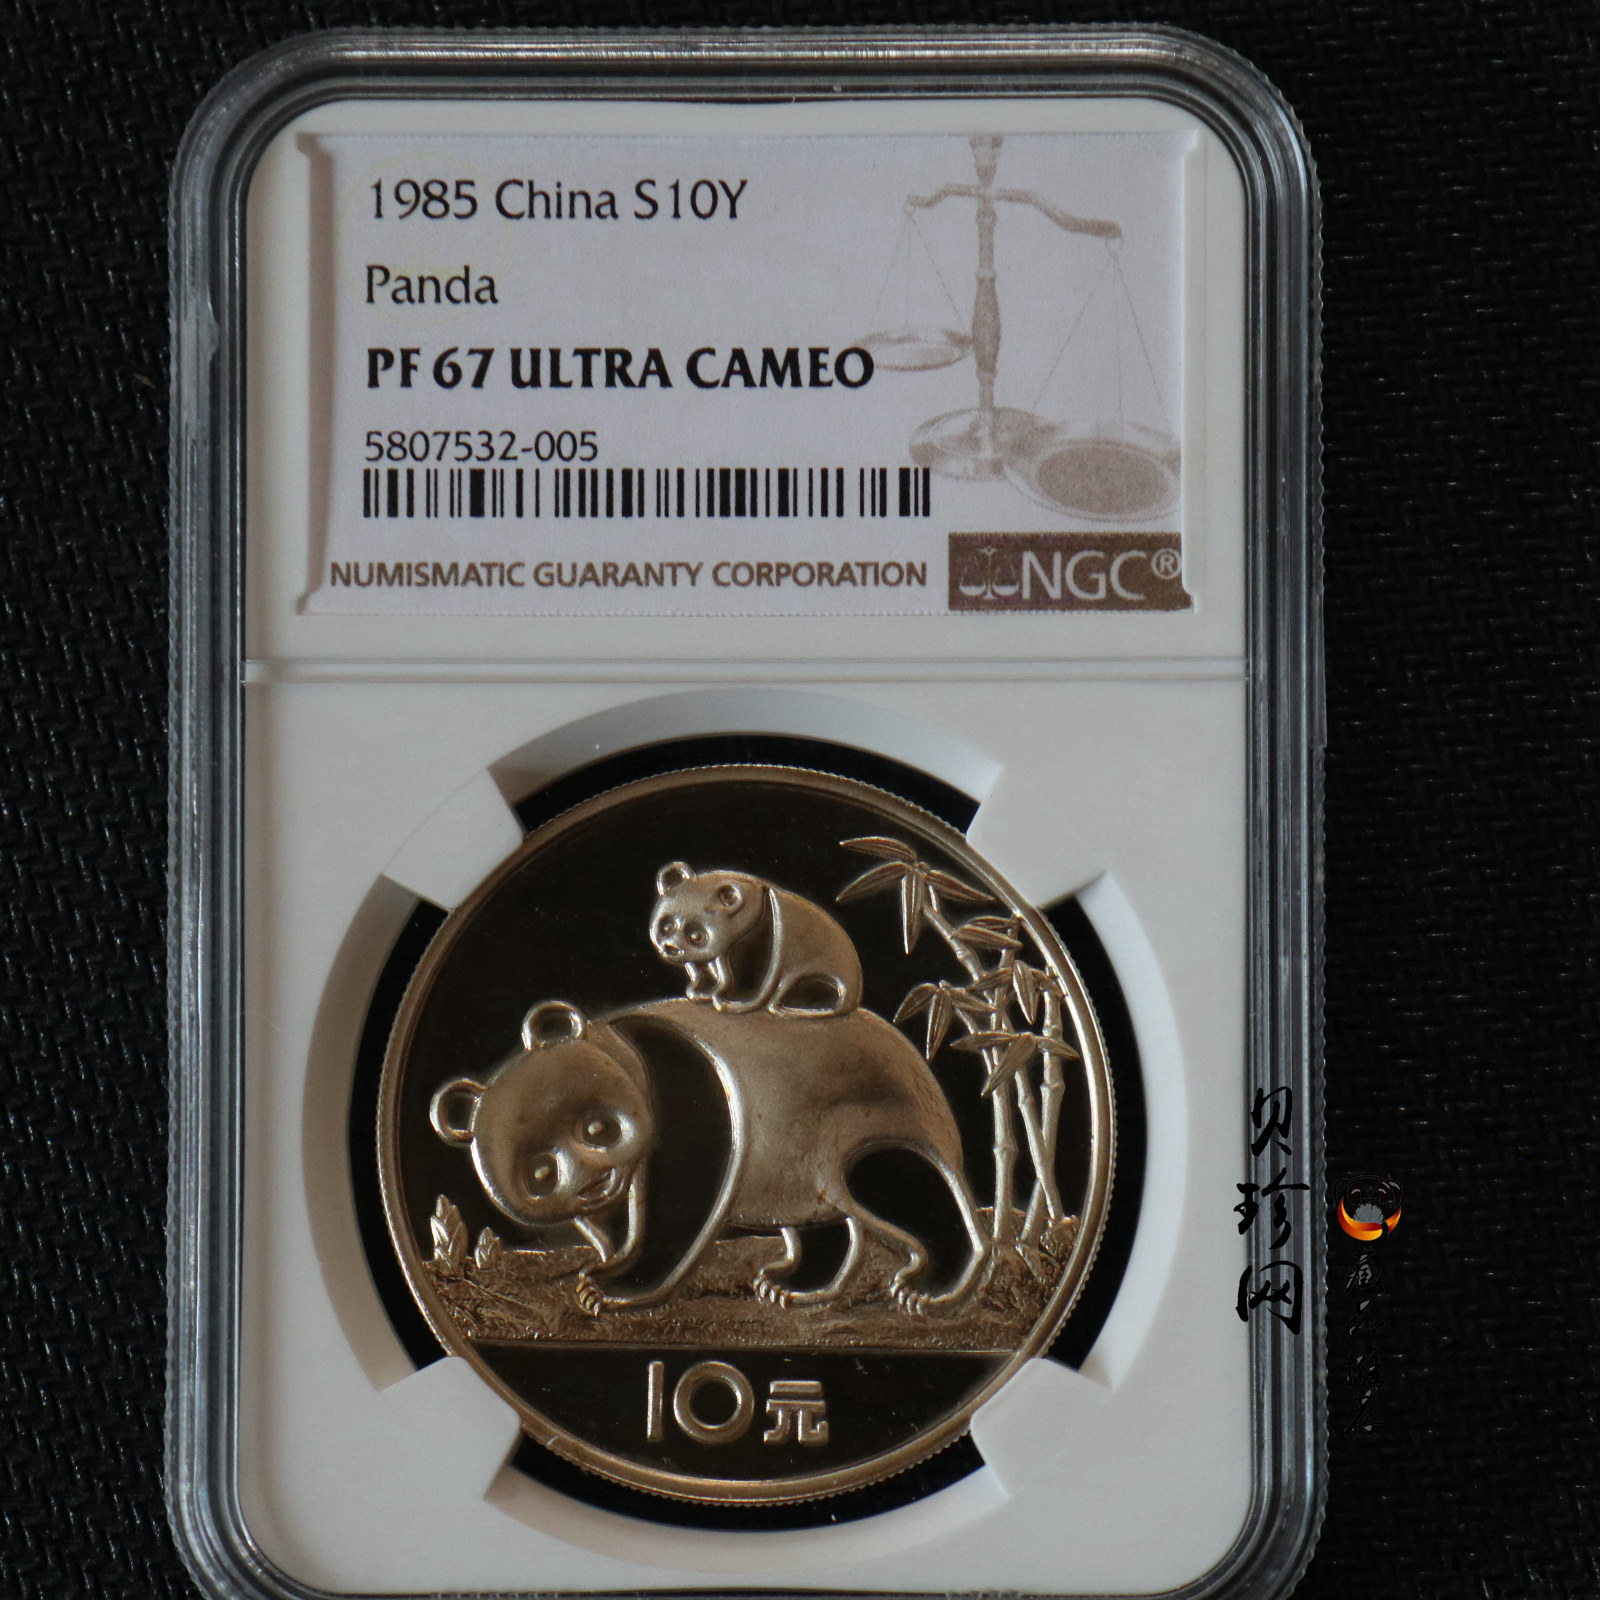 1985 China S10Y
Panda
PF 67 ULTRA CAMEO
5807532-005
NUMISMATIC GUARANTY CORPORATION
NGC®
10元
贝珍网